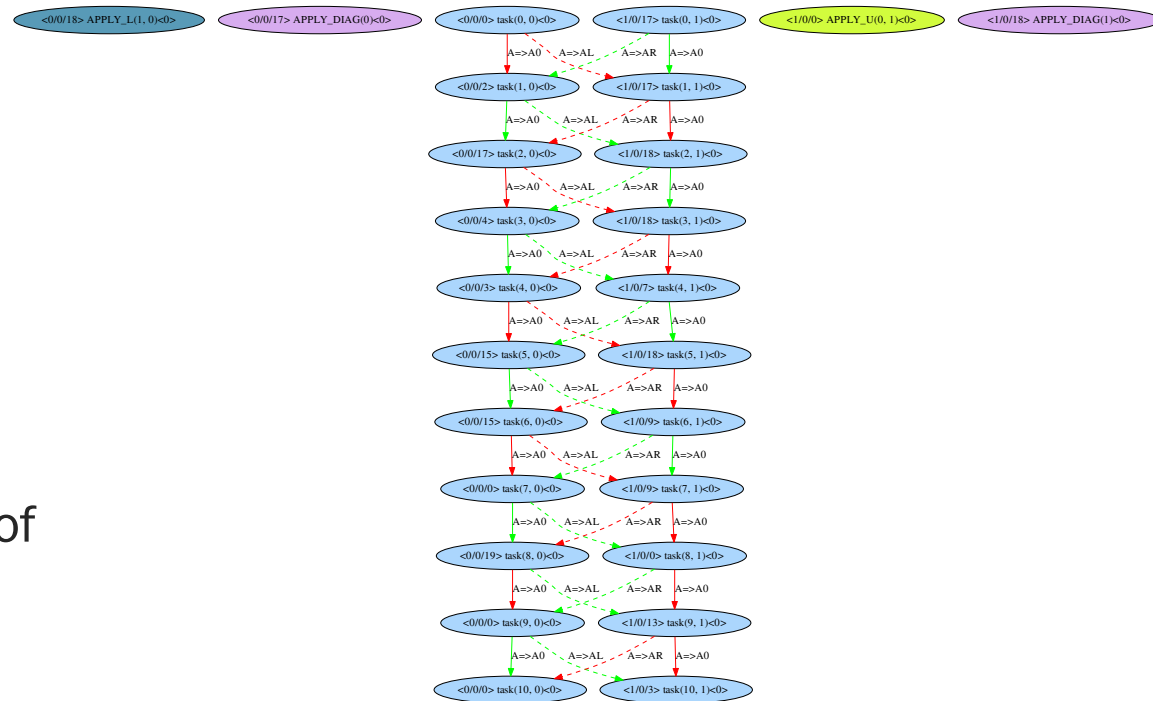 <0/0/18> APPLY_L(1, 0)<0> <0/0/17> APPLY_DIAG(0)<0> <0/0/0> task(0, 0)<0> <1/0/17> task(0, 1)<0> <1/0/0> APPLY_U(0, 1)<0> <1/0/18> APPLY_DIAG(1)<0>
A=>A0 A=>AL A=>AR A=>A0
<0/0/2> task(1, 0)<0> <1/0/17> task(1, 1)<0>
A=>A0 A=>AL A=>AR A=>A0
<0/0/17> task(2, 0)<0> <1/0/18> task(2, 1)<0>
A=>A0 A=>AL A=>AR A=>A0
<0/0/4> task(3, 0)<0> <1/0/18> task(3, 1)<0>
A=>A0 A=>AL A=>AR A=>A0
<0/0/3> task(4, 0)<0> <1/0/7> task(4, 1)<0>
A=>A0 A=>AL A=>AR A=>A0
<0/0/15> task(5, 0)<0> <1/0/18> task(5, 1)<0>
A=>A0 A=>AL A=>AR A=>A0
<0/0/15> task(6, 0)<0> <1/0/9> task(6, 1)<0>
A=>A0 A=>AL A=>AR A=>A0
<0/0/0> task(7, 0)<0> <1/0/9> task(7, 1)<0>
of
A=>A0 A=>AL A=>AR A=>A0
<0/0/19> task(8, 0)<0> <1/0/0> task(8, 1)<0>
A=>A0 A=>AL A=>AR A=>A0
<0/0/0> task(9, 0)<0> <1/0/13> task(9, 1)<0>
A=>A0 A=>AL A=>AR A=>A0
<0/0/0> task(10, 0)<0> <1/0/3> task(10, 1)<0>